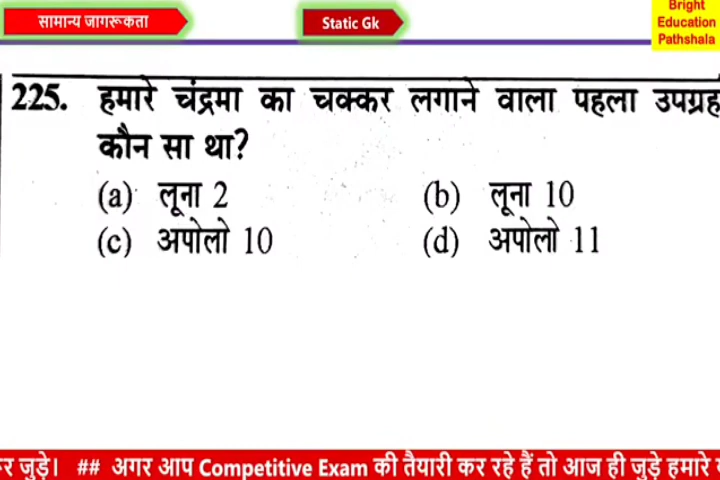 सामान्य जागरूकता
Static Gk
Bright
Education
Pathshala
225. हमारे चंद्रमा का चक्कर लगाने वाला पहला उपग्रह
कौन सा था?
(a) लूना 2 (b) लूना 10
(c) अपोलो 10 (d) अपोलो 11
जुड़े। ## अगर आप Competitive Exam की तैयारी कर रहे हैं तो आज ही जुड़े हमारे